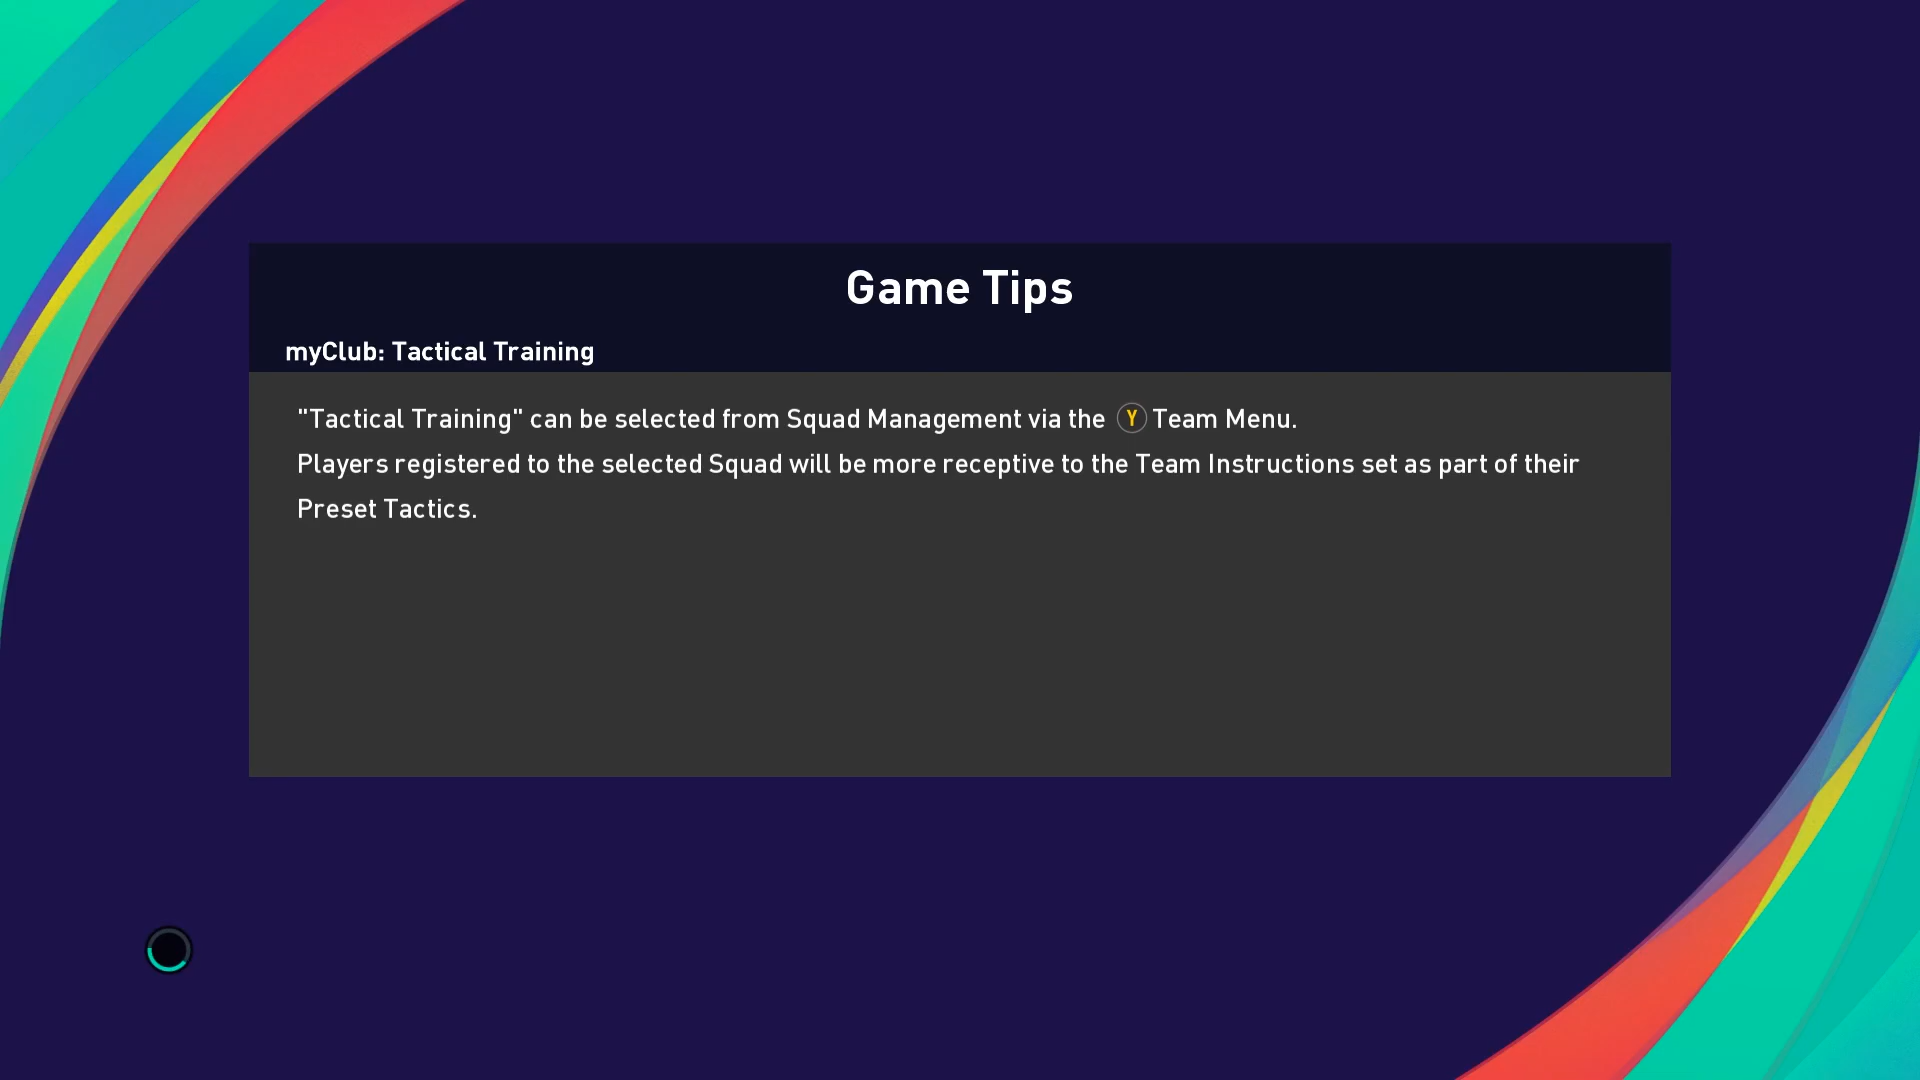 Game Tips
myClub: Tactical Training
"Tactical Training" can be selected from Squad Management via the Y Team Menu.
Players registered to the selected Squad will be more receptive to the Team Instructions set as part of their
Preset Tactics.